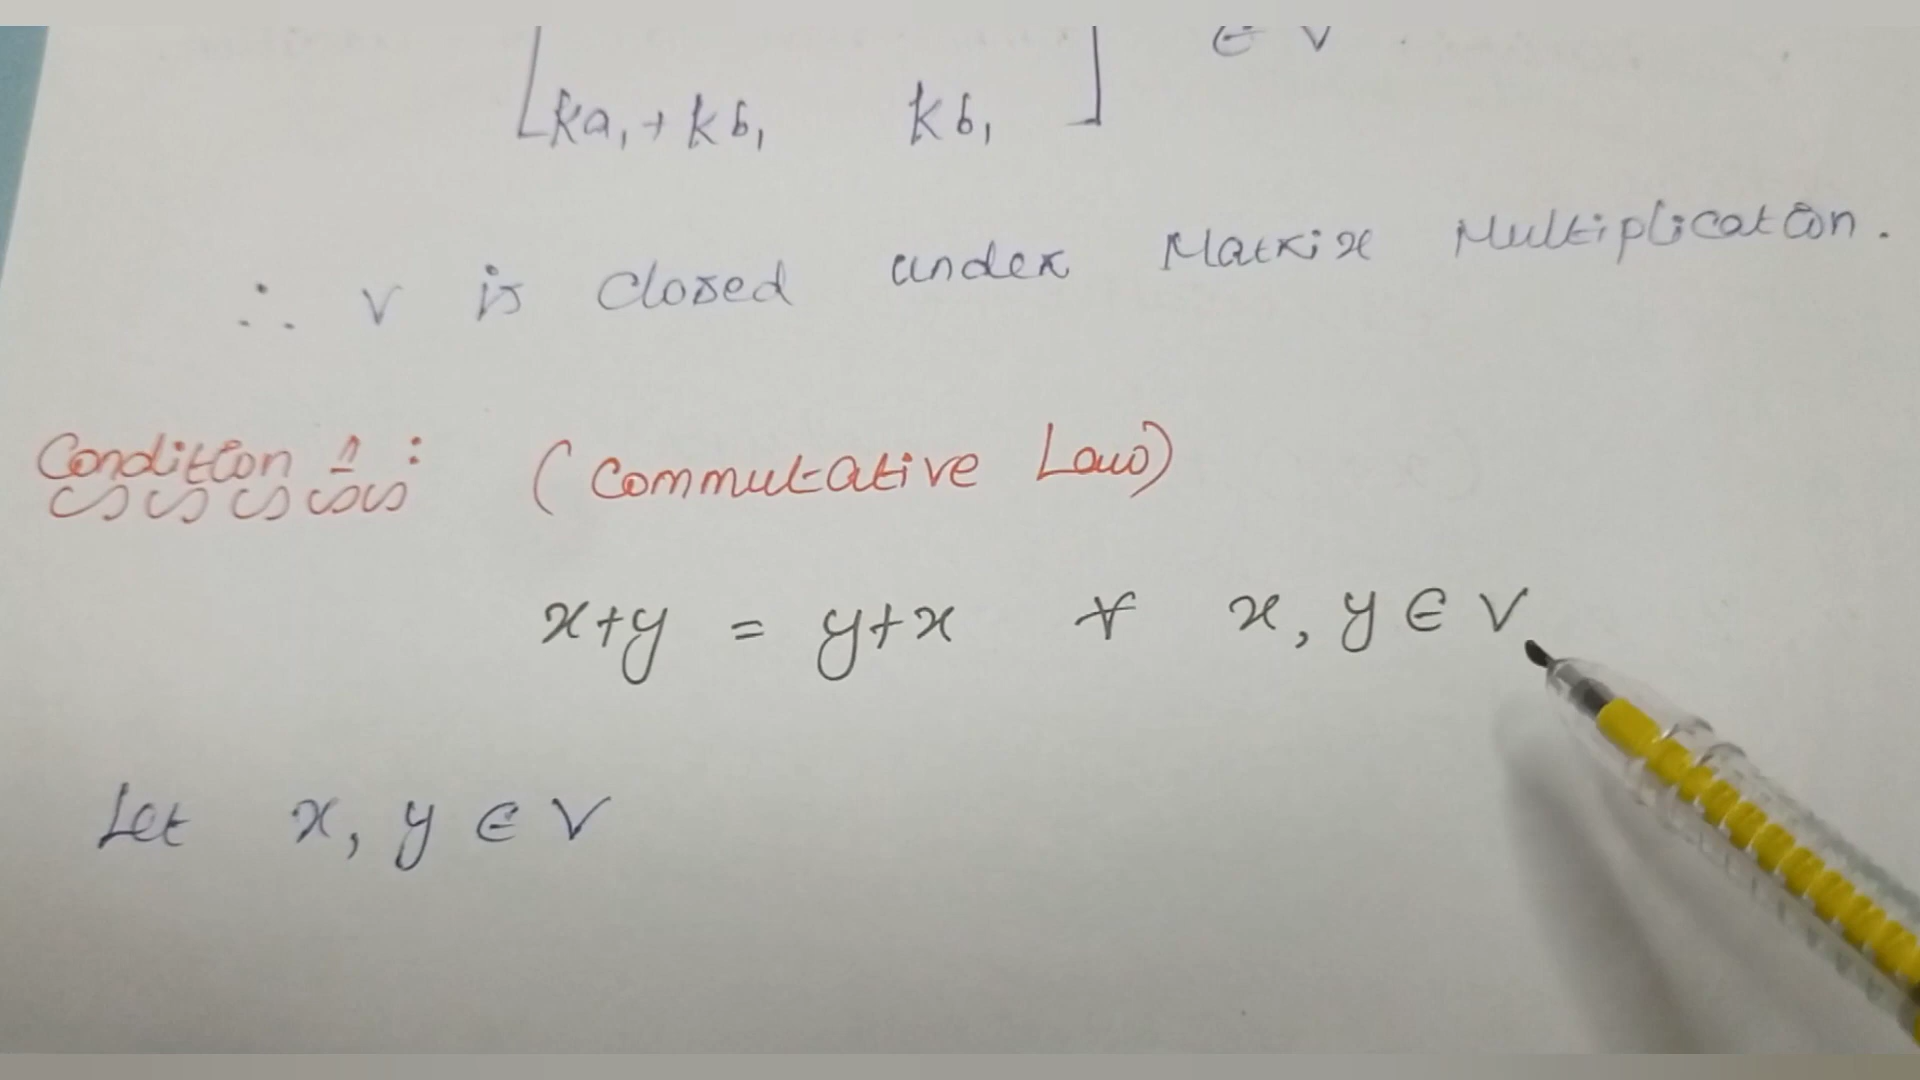 ∈ V
[ka₁+kb₁ kb₁]
∴ V is closed under Matrix Multiplication.
Condition 1 : (Commutative Law)
x+y = y+x ∀ x, y ∈ V
Let x, y ∈ V